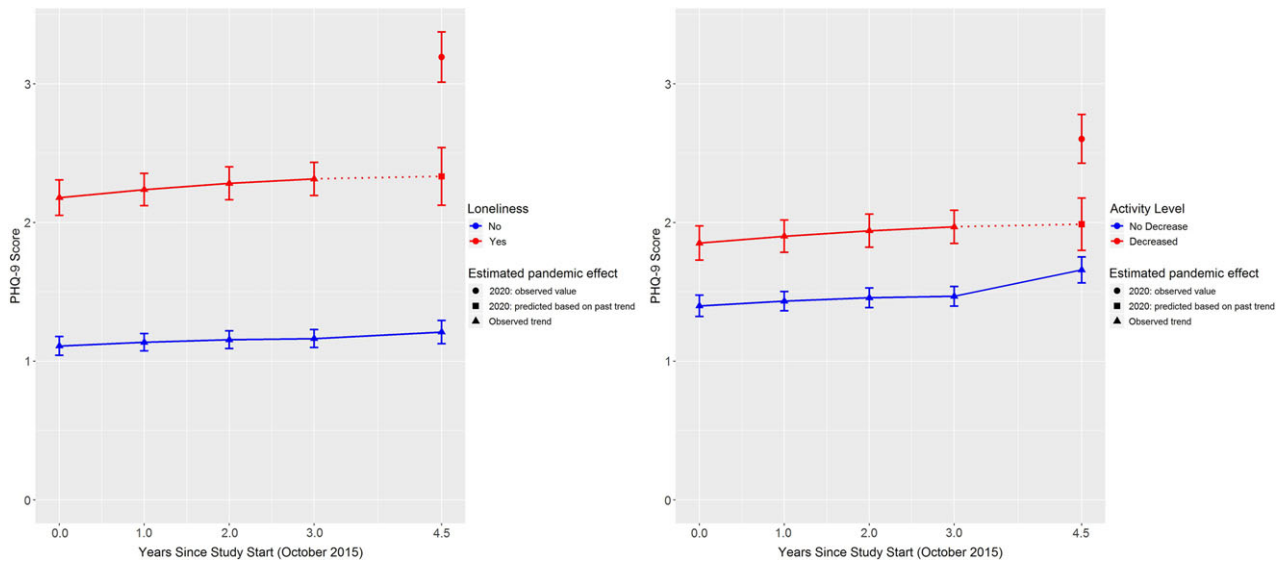 3
2
1
0
PHQ-9 Score
0.0 1.0 2.0 3.0 4.5
Years Since Study Start (October 2015)
Loneliness
No
Yes
Estimated pandemic effect
2020: observed value
2020: predicted based on past trend
Observed trend
3
2
1
0
PHQ-9 Score
0.0 1.0 2.0 3.0 4.5
Years Since Study Start (October 2015)
Activity Level
No Decrease
Decreased
Estimated pandemic effect
2020: observed value
2020: predicted based on past trend
Observed trend